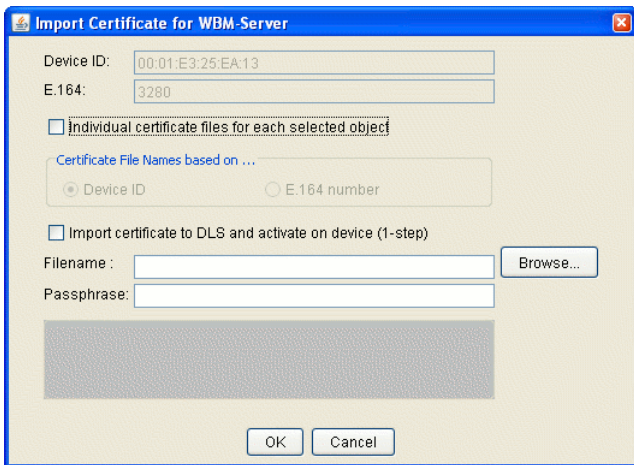 Import Certificate for WBM-Server
Device ID: 00:01:E3:25:EA:13
E.164: 3280
Individual certificate files for each selected object
Certificate File Names based on ...
Device ID E.164 number
Import certificate to DLS and activate on device (1-step)
Filename : Browse...
Passphrase:
OK Cancel